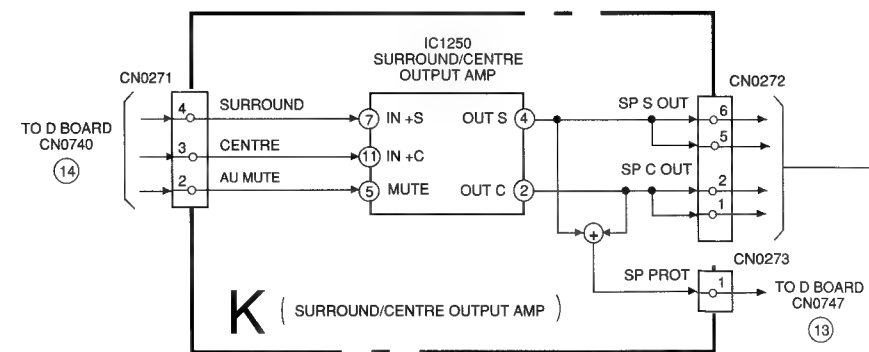 IC1250
SURROUND/CENTRE
OUTPUT AMP
CN0271
CN0272
4
SURROUND
7
IN +S
OUT S
4
SP S OUT
6
5
TO D BOARD
CN0740
14
3
CENTRE
11
IN +C
SP C OUT
2
AU MUTE
5
MUTE
OUT C
2
2
1
+
CN0273
SP PROT
1
TO D BOARD
CN0747
13
K
( SURROUND/CENTRE OUTPUT AMP )